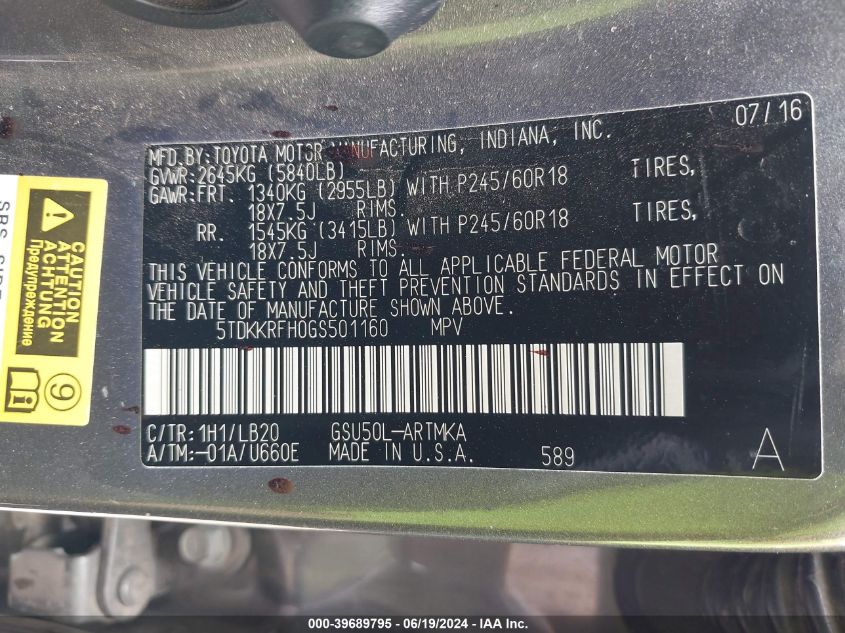 07/16
MFD.BY:TOYOTA MOTOR MANUFACTURING, INDIANA, INC.
GVWR:2645KG (5840LB)
GAWR:FRT. 1340KG (2955LB) WITH P245/60R18 TIRES,
18X7.5J RIMS.
RR. 1545KG (3415LB) WITH P245/60R18 TIRES,
18X7.5J RIMS.
THIS VEHICLE CONFORMS TO ALL APPLICABLE FEDERAL MOTOR
VEHICLE SAFETY AND THEFT PREVENTION STANDARDS IN EFFECT ON
THE DATE OF MANUFACTURE SHOWN ABOVE.
5TDKKRFH0GS501160 MPV
C/TR:1H1/LB20 GSU50L-ARTMKA
A/TM:-01A/U660E MADE IN U.S.A. 589 A
CAUTION
ATTENTION
ACHTUNG
Предупреждение
9
000-39689795 - 06/19/2024 - IAA Inc.